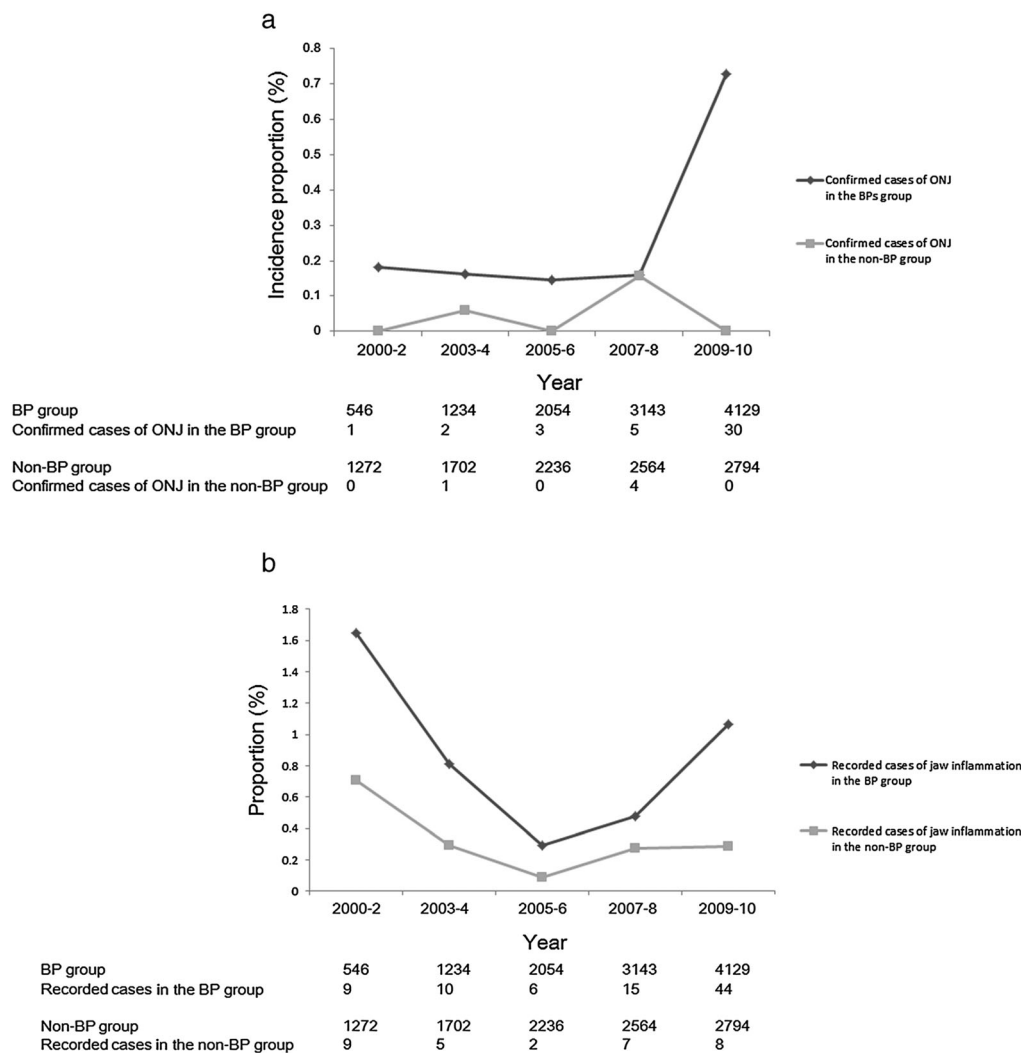 a
Incidence proportion (%)
0.8
0.7
0.6
0.5
0.4
0.3
0.2
0.1
0
2000-2 2003-4 2005-6 2007-8 2009-10
Year
Confirmed cases of ONJ
in the BPs group
Confirmed cases of ONJ
in the non-BP group
BP group 546 1234 2054 3143 4129
Confirmed cases of ONJ in the BP group 1 2 3 5 30
Non-BP group 1272 1702 2236 2564 2794
Confirmed cases of ONJ in the non-BP group 0 1 0 4 0
b
Proportion (%)
1.8
1.6
1.4
1.2
1
0.8
0.6
0.4
0.2
0
2000-2 2003-4 2005-6 2007-8 2009-10
Year
Recorded cases of jaw inflammation
in the BP group
Recorded cases of jaw inflammation
in the non-BP group
BP group 546 1234 2054 3143 4129
Recorded cases in the BP group 9 10 6 15 44
Non-BP group 1272 1702 2236 2564 2794
Recorded cases in the non-BP group 9 5 2 7 8